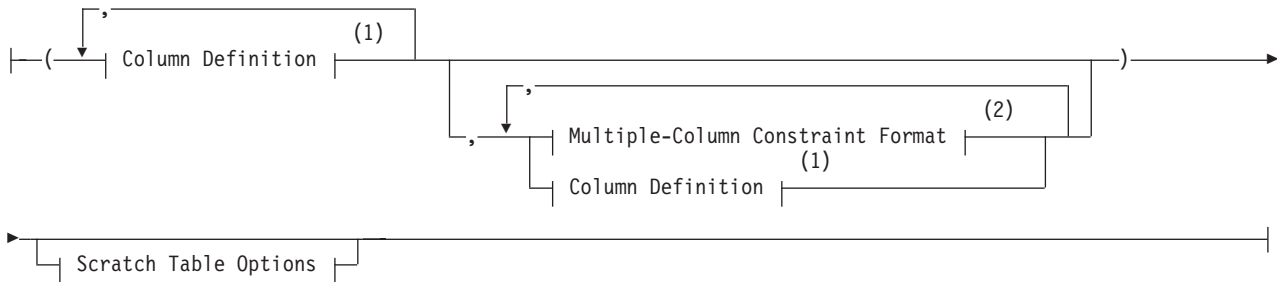 ,
(1)
( Column Definition )
,
(2)
, Multiple-Column Constraint Format
(1)
Column Definition
Scratch Table Options